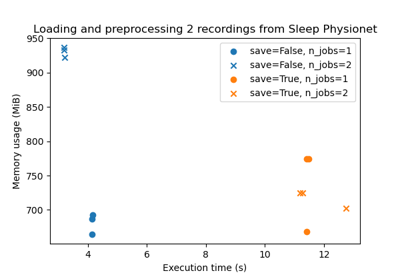 Loading and preprocessing 2 recordings from Sleep Physionet
950
900
850
800
750
700
Memory usage (MiB)
save=False, n_jobs=1
save=False, n_jobs=2
save=True, n_jobs=1
save=True, n_jobs=2
4 6 8 10 12
Execution time (s)